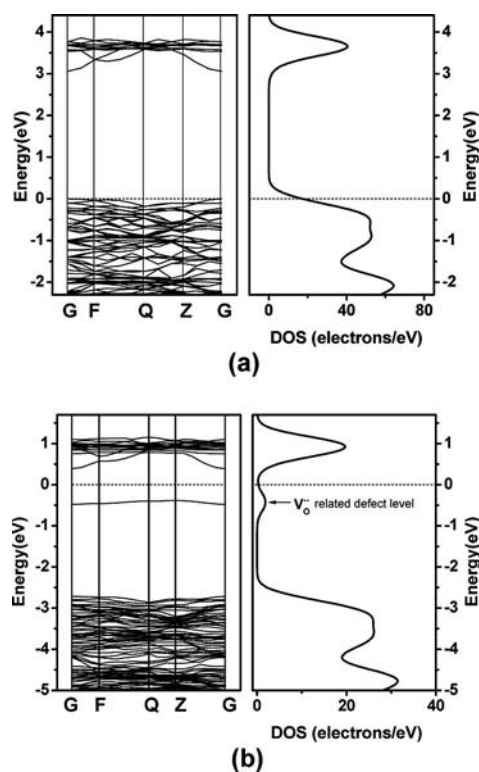 4
3
2
1
0
-1
-2
Energy(eV)
G F Q Z G
0 40 80
DOS (electrons/eV)
4
3
2
1
0
-1
-2
Energy(eV)
(a)
1
0
-1
-2
-3
-4
-5
Energy(eV)
G F Q Z G
V_O^{••} related defect level
0 20 40
DOS (electrons/eV)
1
0
-1
-2
-3
-4
-5
Energy(eV)
(b)